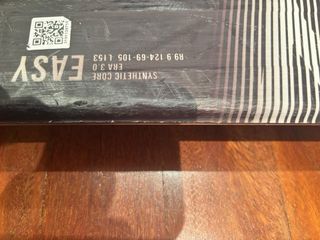 EASY
SYNTHETIC CORE
ERA 3.0
R9.9 124-69-105 L153